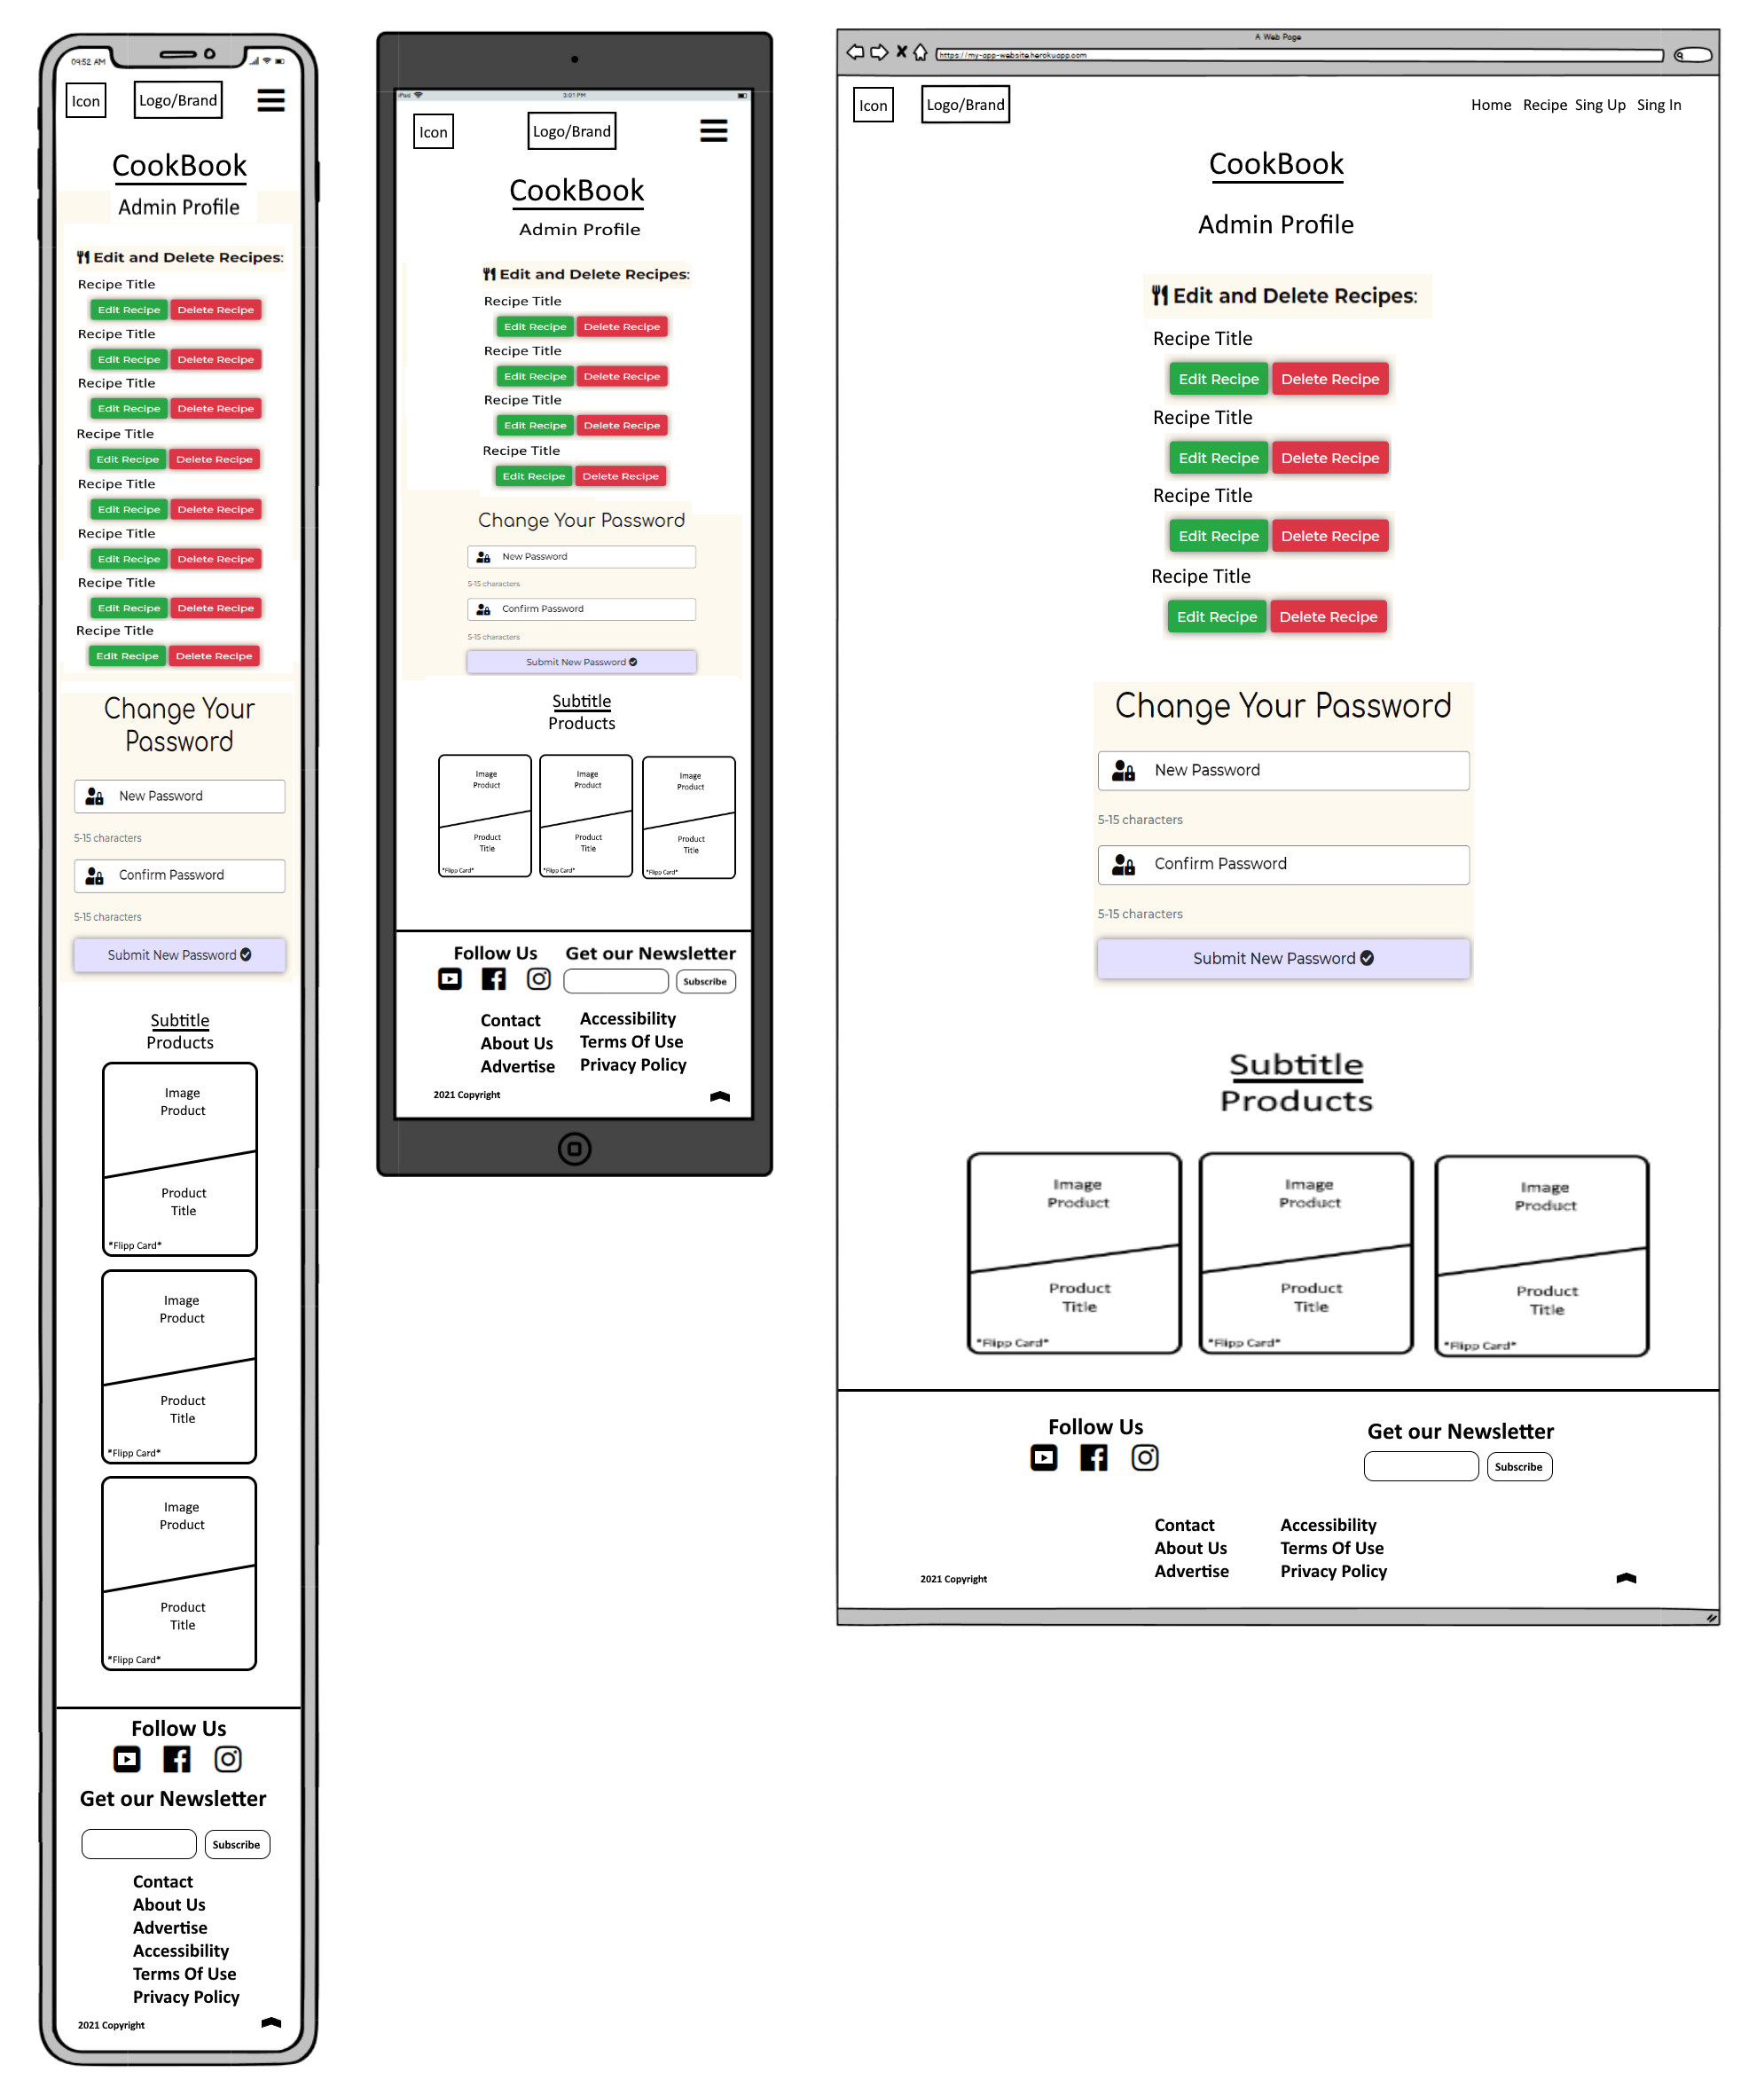 09:52 AM
Icon
Logo/Brand
CookBook
Admin Profile
Edit and Delete Recipes:
Recipe Title
Edit Recipe Delete Recipe
Recipe Title
Edit Recipe Delete Recipe
Recipe Title
Edit Recipe Delete Recipe
Recipe Title
Edit Recipe Delete Recipe
Recipe Title
Edit Recipe Delete Recipe
Recipe Title
Edit Recipe Delete Recipe
Recipe Title
Edit Recipe Delete Recipe
Recipe Title
Edit Recipe Delete Recipe
Change Your
Password
New Password
5-15 characters
Confirm Password
5-15 characters
Submit New Password
Subtitle
Products
Image
Product
Product
Title
*Flipp Card*
Image
Product
Product
Title
*Flipp Card*
Image
Product
Product
Title
*Flipp Card*
Follow Us
Get our Newsletter
Subscribe
Contact
About Us
Advertise
Accessibility
Terms Of Use
Privacy Policy
2021 Copyright
iPad
3:01 PM
Icon
Logo/Brand
CookBook
Admin Profile
Edit and Delete Recipes:
Recipe Title
Edit Recipe Delete Recipe
Recipe Title
Edit Recipe Delete Recipe
Recipe Title
Edit Recipe Delete Recipe
Recipe Title
Edit Recipe Delete Recipe
Change Your Password
New Password
5-15 characters
Confirm Password
5-15 characters
Submit New Password
Subtitle
Products
Image
Product
Product
Title
*Flipp Card*
Image
Product
Product
Title
*Flipp Card*
Image
Product
Product
Title
*Flipp Card*
Follow Us
Get our Newsletter
Subscribe
Contact
About Us
Advertise
Accessibility
Terms Of Use
Privacy Policy
2021 Copyright
A Web Page
https://my-app-website.herokuapp.com
Icon
Logo/Brand
Home Recipe Sing Up Sing In
CookBook
Admin Profile
Edit and Delete Recipes:
Recipe Title
Edit Recipe Delete Recipe
Recipe Title
Edit Recipe Delete Recipe
Recipe Title
Edit Recipe Delete Recipe
Recipe Title
Edit Recipe Delete Recipe
Change Your Password
New Password
5-15 characters
Confirm Password
5-15 characters
Submit New Password
Subtitle
Products
Image
Product
Product
Title
*Flipp Card*
Image
Product
Product
Title
*Flipp Card*
Image
Product
Product
Title
*Flipp Card*
Follow Us
Get our Newsletter
Subscribe
Contact
About Us
Advertise
Accessibility
Terms Of Use
Privacy Policy
2021 Copyright